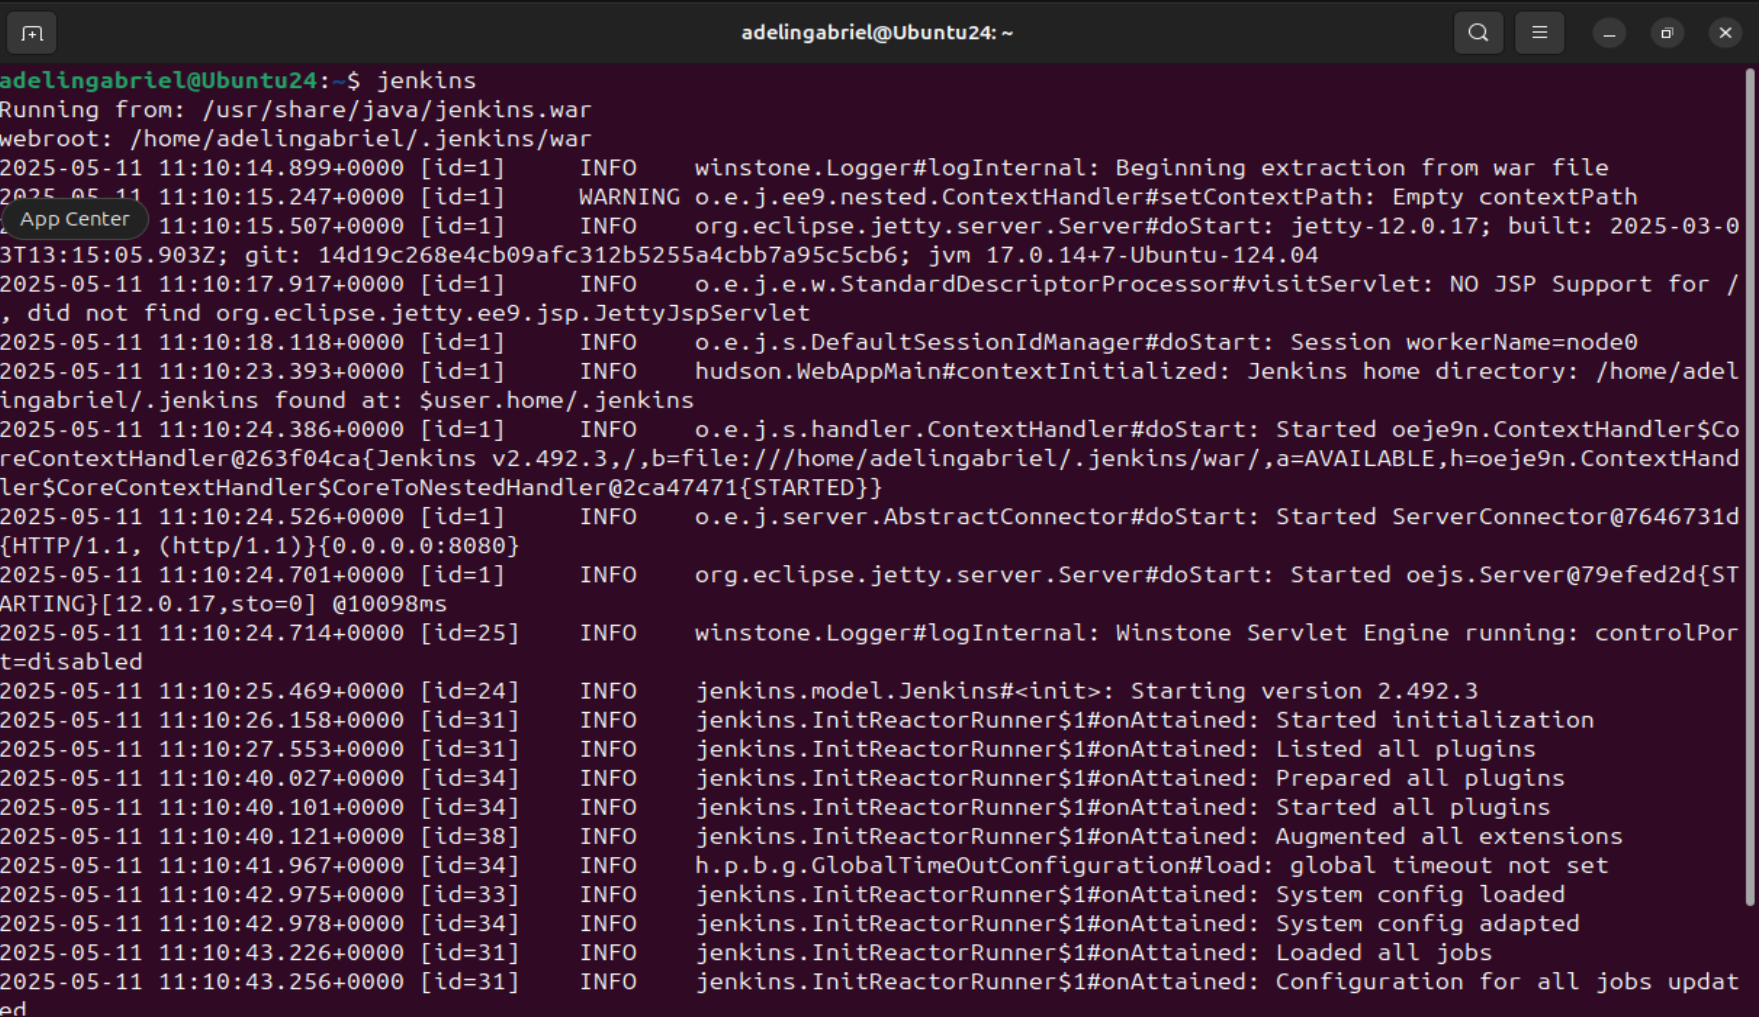 adelingabriel@Ubuntu24: ~
adelingabriel@Ubuntu24:~$ jenkins
Running from: /usr/share/java/jenkins.war
webroot: /home/adelingabriel/.jenkins/war
2025-05-11 11:10:14.899+0000 [id=1]     INFO    winstone.Logger#logInternal: Beginning extraction from war file
2025-05-11 11:10:15.247+0000 [id=1]     WARNING o.e.j.ee9.nested.ContextHandler#setContextPath: Empty contextPath
App Center
11:10:15.507+0000 [id=1]     INFO    org.eclipse.jetty.server.Server#doStart: jetty-12.0.17; built: 2025-03-0
3T13:15:05.903Z; git: 14d19c268e4cb09afc312b5255a4cbb7a95c5cb6; jvm 17.0.14+7-Ubuntu-124.04
2025-05-11 11:10:17.917+0000 [id=1]     INFO    o.e.j.e.w.StandardDescriptorProcessor#visitServlet: NO JSP Support for /
, did not find org.eclipse.jetty.ee9.jsp.JettyJspServlet
2025-05-11 11:10:18.118+0000 [id=1]     INFO    o.e.j.s.DefaultSessionIdManager#doStart: Session workerName=node0
2025-05-11 11:10:23.393+0000 [id=1]     INFO    hudson.WebAppMain#contextInitialized: Jenkins home directory: /home/adel
ingabriel/.jenkins found at: $user.home/.jenkins
2025-05-11 11:10:24.386+0000 [id=1]     INFO    o.e.j.s.handler.ContextHandler#doStart: Started oeje9n.ContextHandler$Co
reContextHandler@263f04ca{Jenkins v2.492.3,/,b=file:///home/adelingabriel/.jenkins/war/,a=AVAILABLE,h=oeje9n.ContextHand
ler$CoreContextHandler$CoreToNestedHandler@2ca47471{STARTED}}
2025-05-11 11:10:24.526+0000 [id=1]     INFO    o.e.j.server.AbstractConnector#doStart: Started ServerConnector@7646731d
{HTTP/1.1, (http/1.1)}{0.0.0.0:8080}
2025-05-11 11:10:24.701+0000 [id=1]     INFO    org.eclipse.jetty.server.Server#doStart: Started oejs.Server@79efed2d{ST
ARTING}[12.0.17,sto=0] @10098ms
2025-05-11 11:10:24.714+0000 [id=25]    INFO    winstone.Logger#logInternal: Winstone Servlet Engine running: controlPor
t=disabled
2025-05-11 11:10:25.469+0000 [id=24]    INFO    jenkins.model.Jenkins#<init>: Starting version 2.492.3
2025-05-11 11:10:26.158+0000 [id=31]    INFO    jenkins.InitReactorRunner$1#onAttained: Started initialization
2025-05-11 11:10:27.553+0000 [id=31]    INFO    jenkins.InitReactorRunner$1#onAttained: Listed all plugins
2025-05-11 11:10:40.027+0000 [id=34]    INFO    jenkins.InitReactorRunner$1#onAttained: Prepared all plugins
2025-05-11 11:10:40.101+0000 [id=34]    INFO    jenkins.InitReactorRunner$1#onAttained: Started all plugins
2025-05-11 11:10:40.121+0000 [id=38]    INFO    jenkins.InitReactorRunner$1#onAttained: Augmented all extensions
2025-05-11 11:10:41.967+0000 [id=34]    INFO    h.p.b.g.GlobalTimeOutConfiguration#load: global timeout not set
2025-05-11 11:10:42.975+0000 [id=33]    INFO    jenkins.InitReactorRunner$1#onAttained: System config loaded
2025-05-11 11:10:42.978+0000 [id=34]    INFO    jenkins.InitReactorRunner$1#onAttained: System config adapted
2025-05-11 11:10:43.226+0000 [id=31]    INFO    jenkins.InitReactorRunner$1#onAttained: Loaded all jobs
2025-05-11 11:10:43.256+0000 [id=31]    INFO    jenkins.InitReactorRunner$1#onAttained: Configuration for all jobs updat
ed